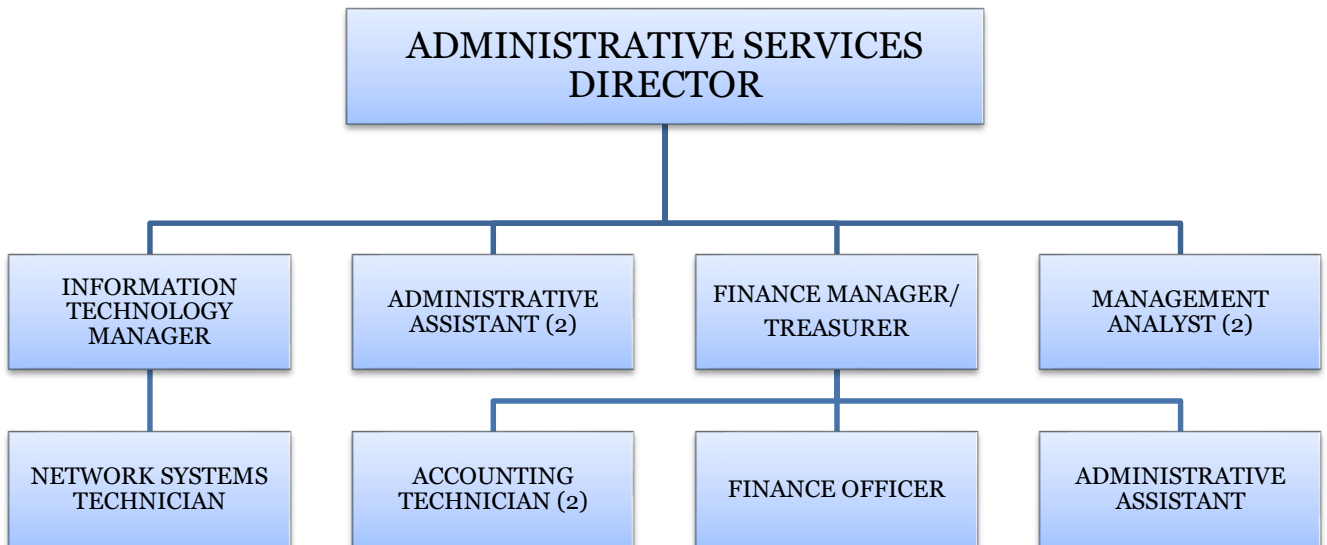 ADMINISTRATIVE SERVICES
DIRECTOR
INFORMATION
TECHNOLOGY
MANAGER
ADMINISTRATIVE
ASSISTANT (2)
FINANCE MANAGER/
TREASURER
MANAGEMENT
ANALYST (2)
NETWORK SYSTEMS
TECHNICIAN
ACCOUNTING
TECHNICIAN (2)
FINANCE OFFICER
ADMINISTRATIVE
ASSISTANT